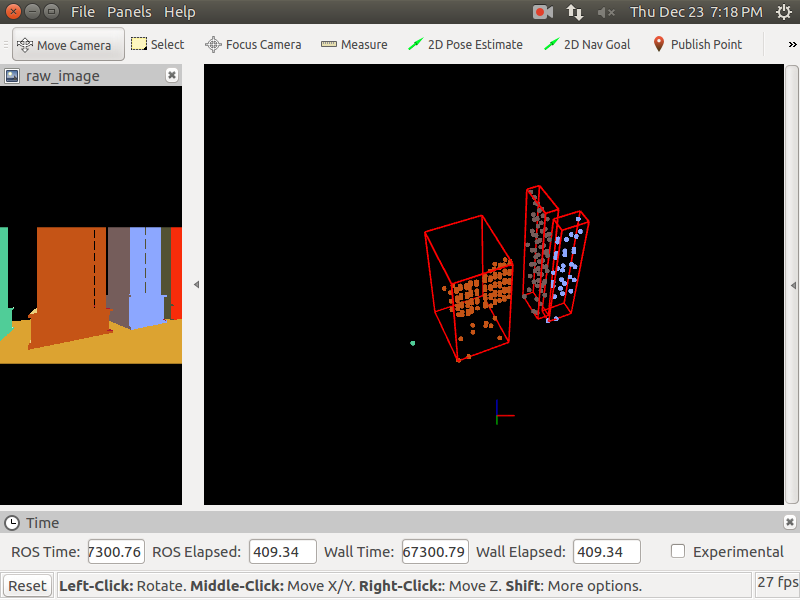 File Panels Help Thu Dec 23 7:18 PM
Move Camera Select Focus Camera Measure 2D Pose Estimate 2D Nav Goal Publish Point »
raw_image
Time
ROS Time: 7300.76 ROS Elapsed: 409.34 Wall Time: 67300.79 Wall Elapsed: 409.34 Experimental
Reset Left-Click: Rotate. Middle-Click: Move X/Y. Right-Click:: Move Z. Shift: More options. 27 fps